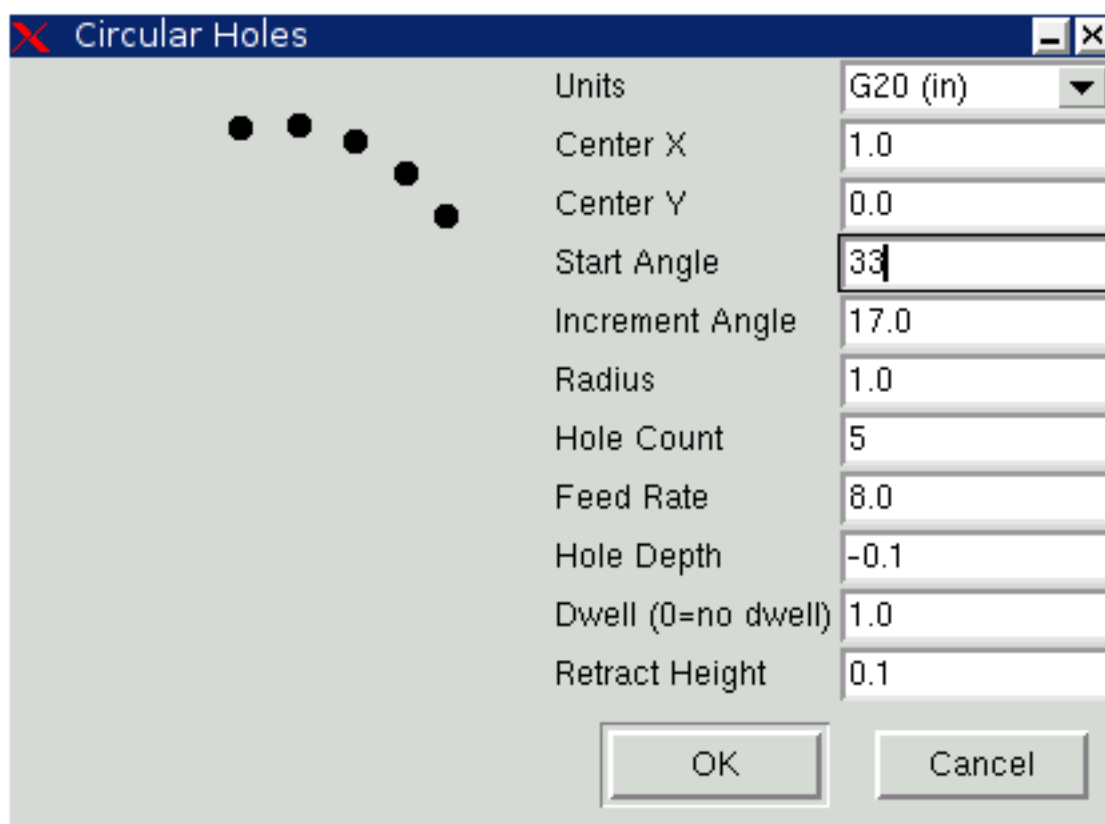 Circular Holes
Units G20 (in)
Center X 1.0
Center Y 0.0
Start Angle 33
Increment Angle 17.0
Radius 1.0
Hole Count 5
Feed Rate 8.0
Hole Depth -0.1
Dwell (0=no dwell) 1.0
Retract Height 0.1
OK Cancel